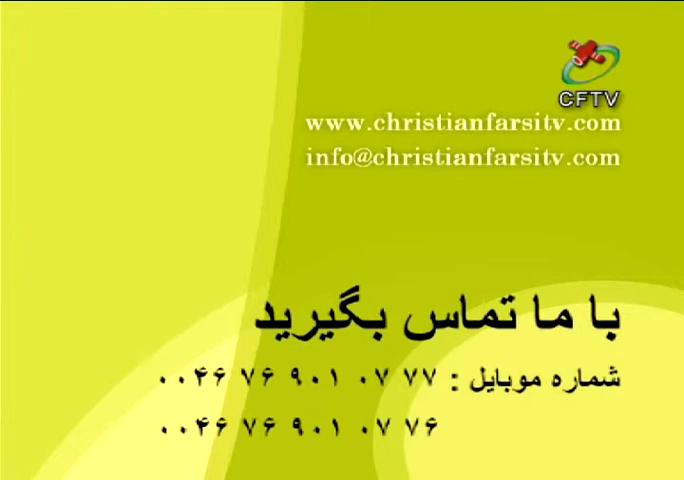 CFTV
www.christianfarsitv.com
info@christianfarsitv.com
با ما تماس بگیرید
شماره موبایل : ۰۰۴۶ ۷۶ ۹۰۱ ۰۷ ۷۷
۰۰۴۶ ۷۶ ۹۰۱ ۰۷ ۷۶